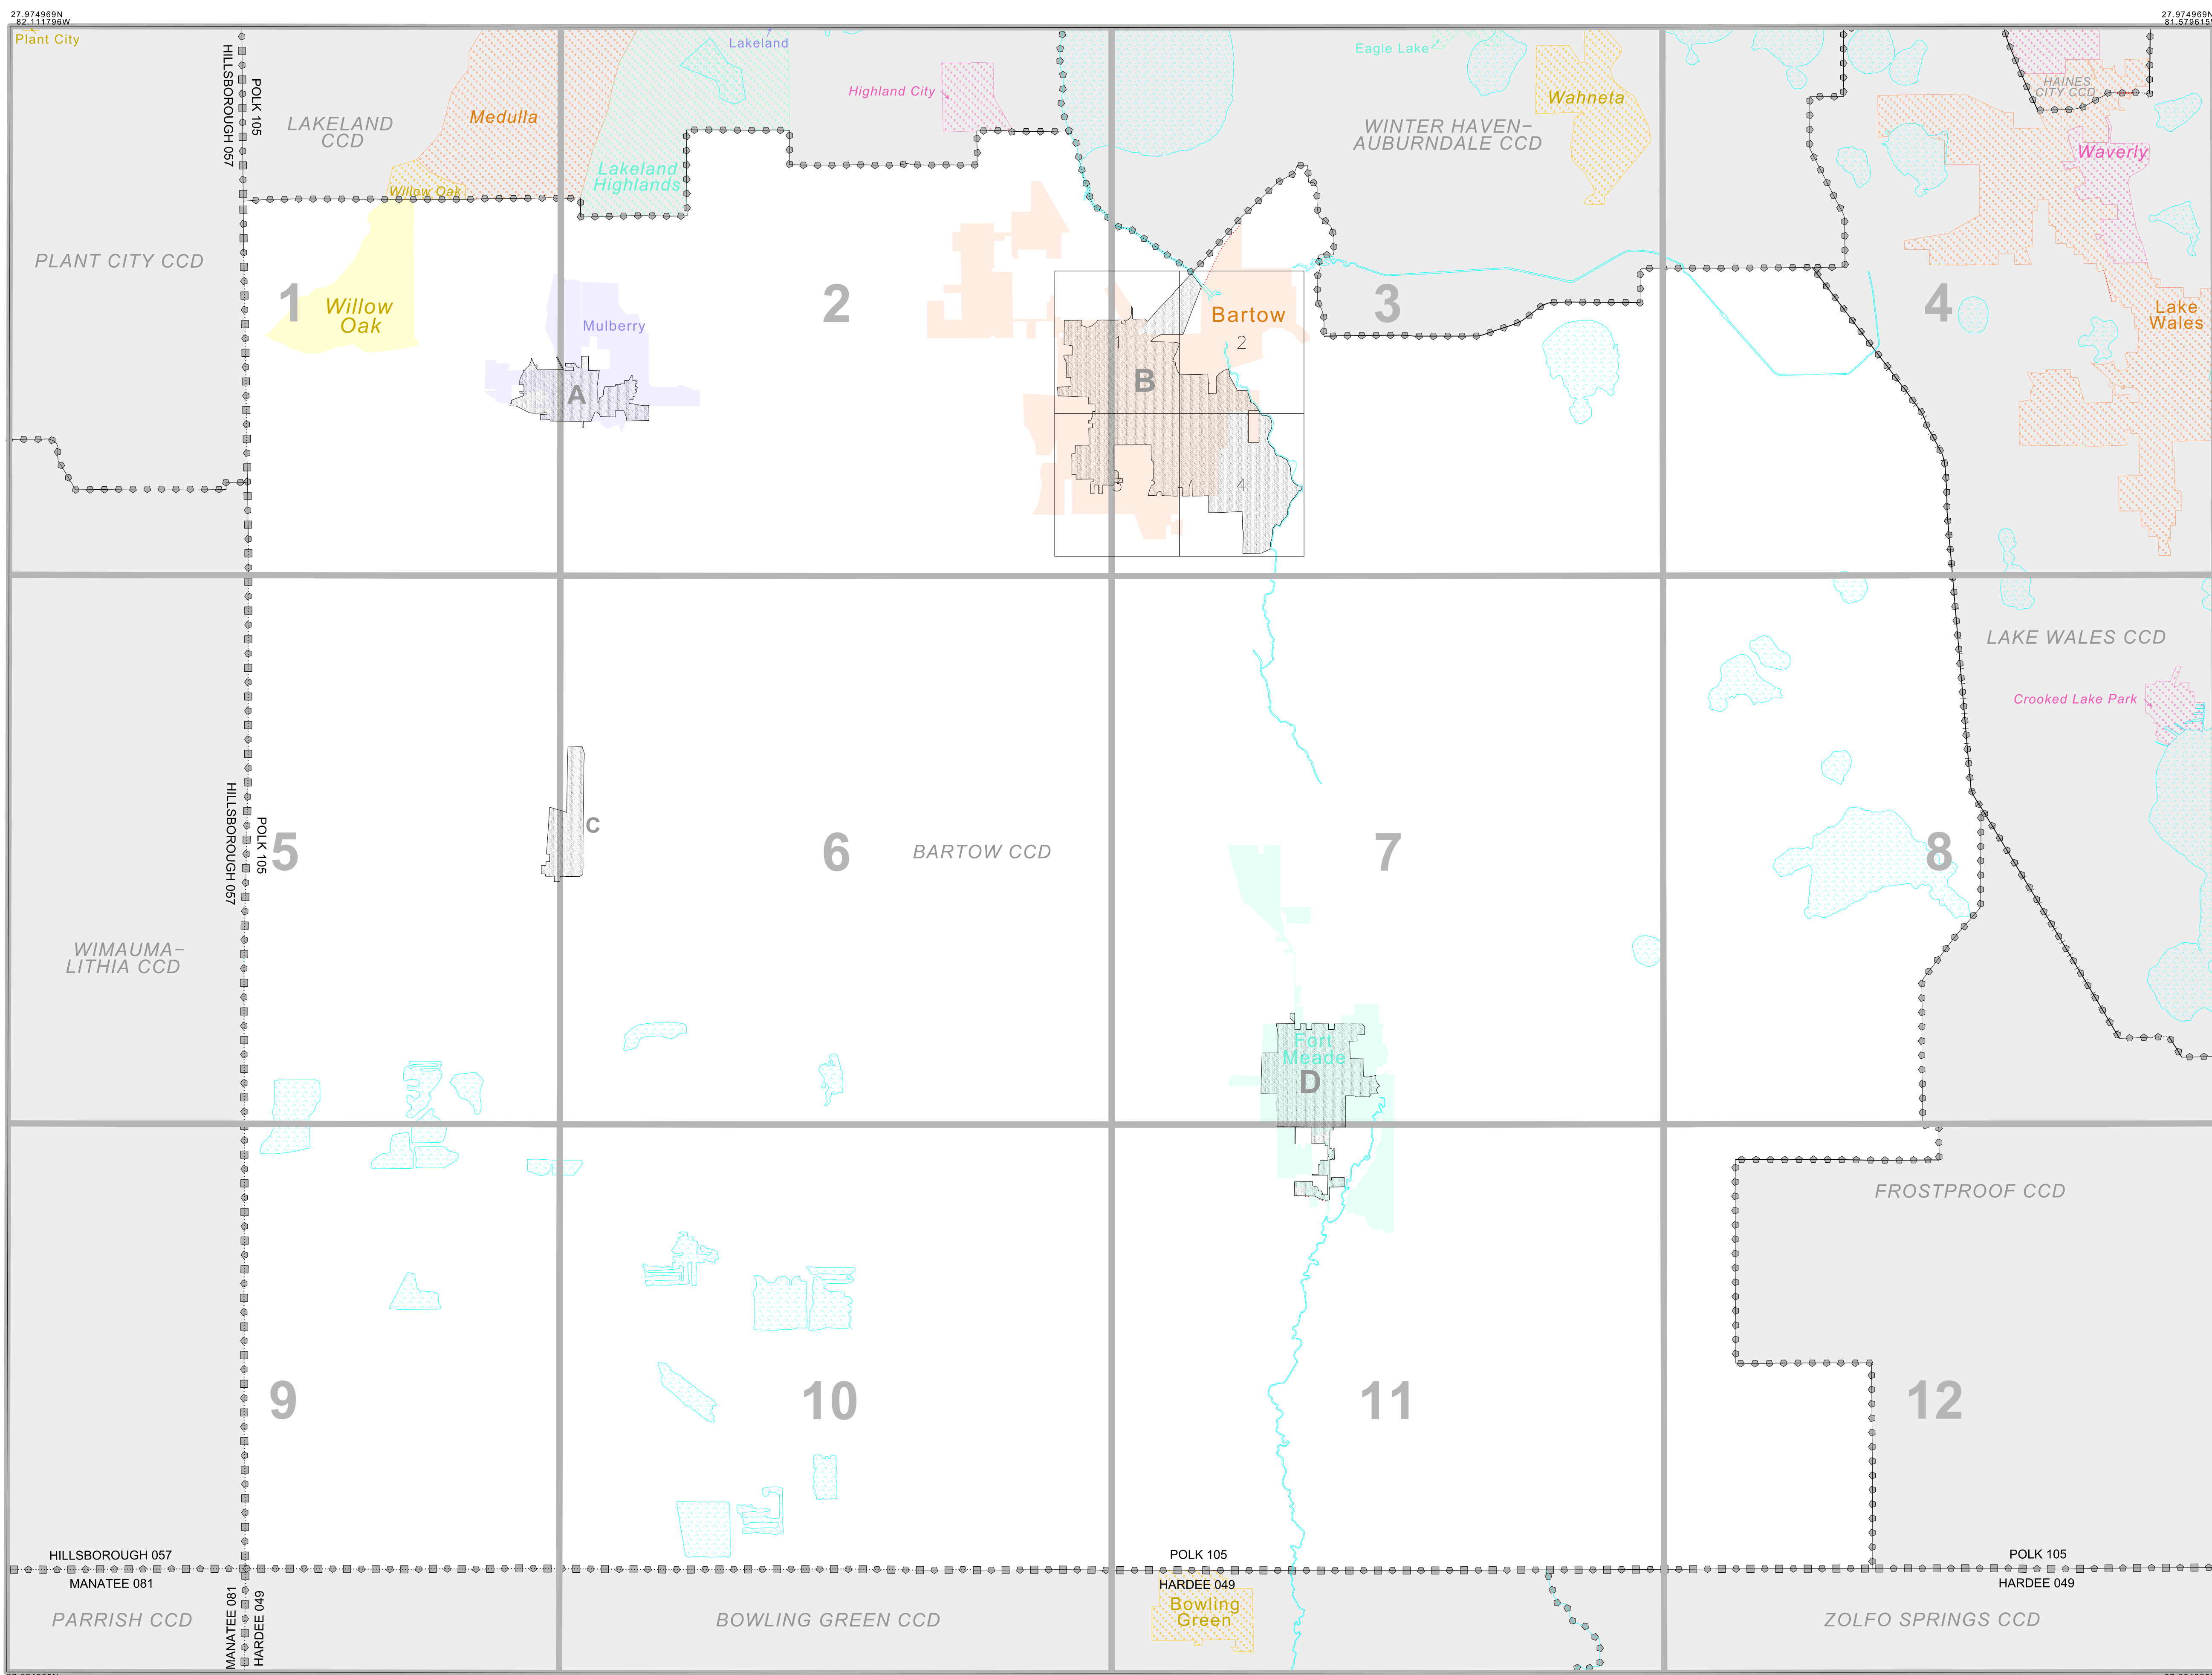 27.974969N
82.111796W
27.974969N
81.579615W
Plant City
HILLSBOROUGH 057
POLK 105
LAKELAND
CCD
Medulla
Willow Oak
Lakeland
Highlands
Lakeland
Highland City
Eagle Lake
WINTER HAVEN-
AUBURNDALE CCD
Wahneta
HAINES
CITY CCD
Waverly
Lake
Wales
PLANT CITY CCD
1
Willow
Oak
Mulberry
A
2
Bartow
1
2
B
3
4
3
4
LAKE WALES CCD
Crooked Lake Park
HILLSBOROUGH 057
POLK 105
5
C
6
BARTOW CCD
7
8
WIMAUMA-
LITHIA CCD
Fort
Meade
D
FROSTPROOF CCD
9
10
11
12
HILLSBOROUGH 057
MANATEE 081
POLK 105
HARDEE 049
POLK 105
HARDEE 049
MANATEE 081
HARDEE 049
PARRISH CCD
BOWLING GREEN CCD
Bowling
Green
ZOLFO SPRINGS CCD